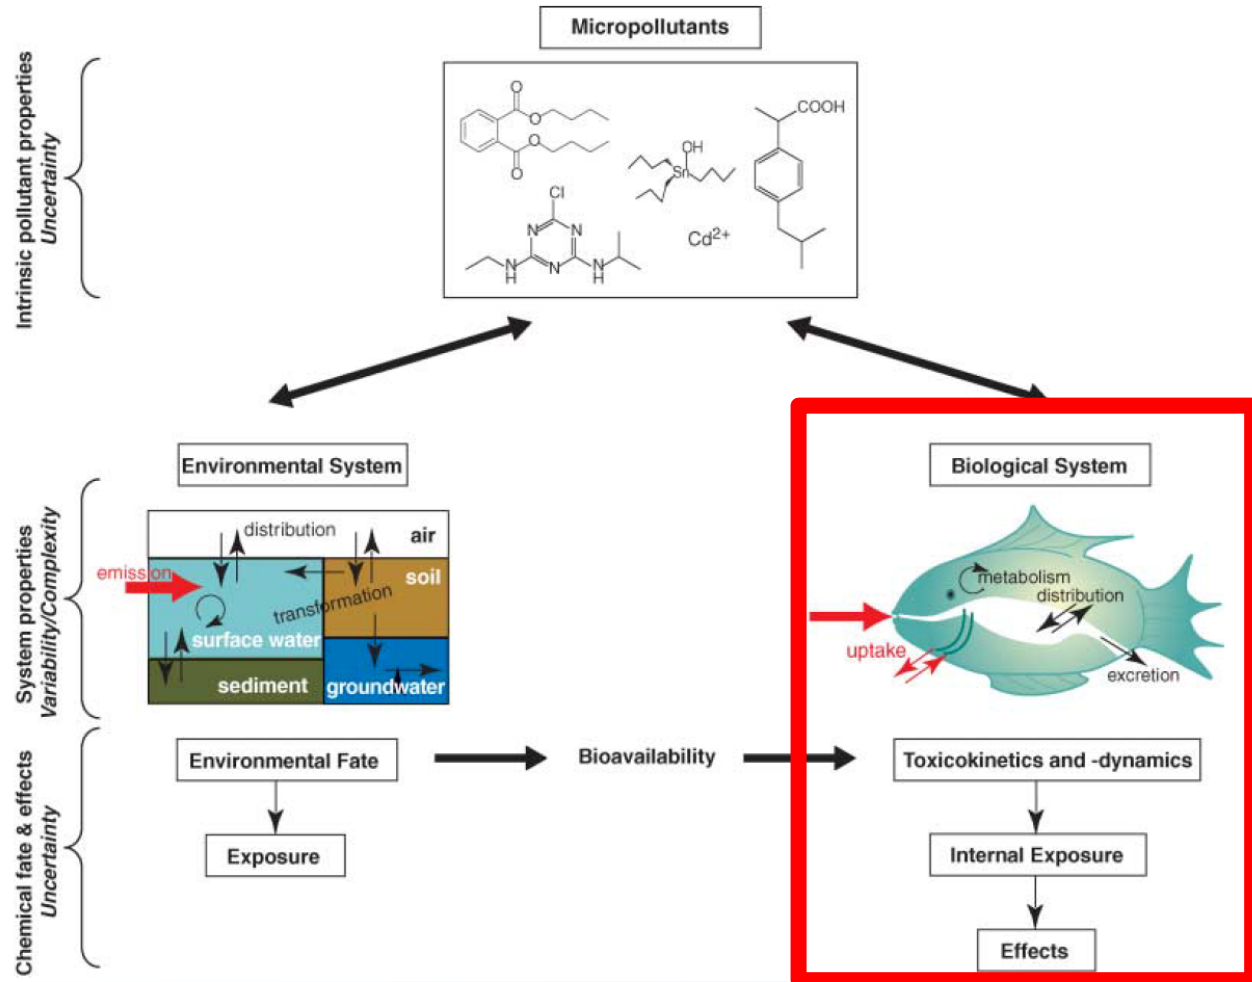 Micropollutants
Intrinsic pollutant properties
Uncertainty
O
O
O
O
OH
Sn
COOH
Cl
N
N
N
N
H
N
H
Cd²⁺
Environmental System
Biological System
System properties
Variability/Complexity
distribution
air
emission
soil
transformation
surface water
sediment
groundwater
metabolism
distribution
uptake
excretion
Chemical fate & effects
Uncertainty
Environmental Fate
Bioavailability
Toxicokinetics and -dynamics
Exposure
Internal Exposure
Effects